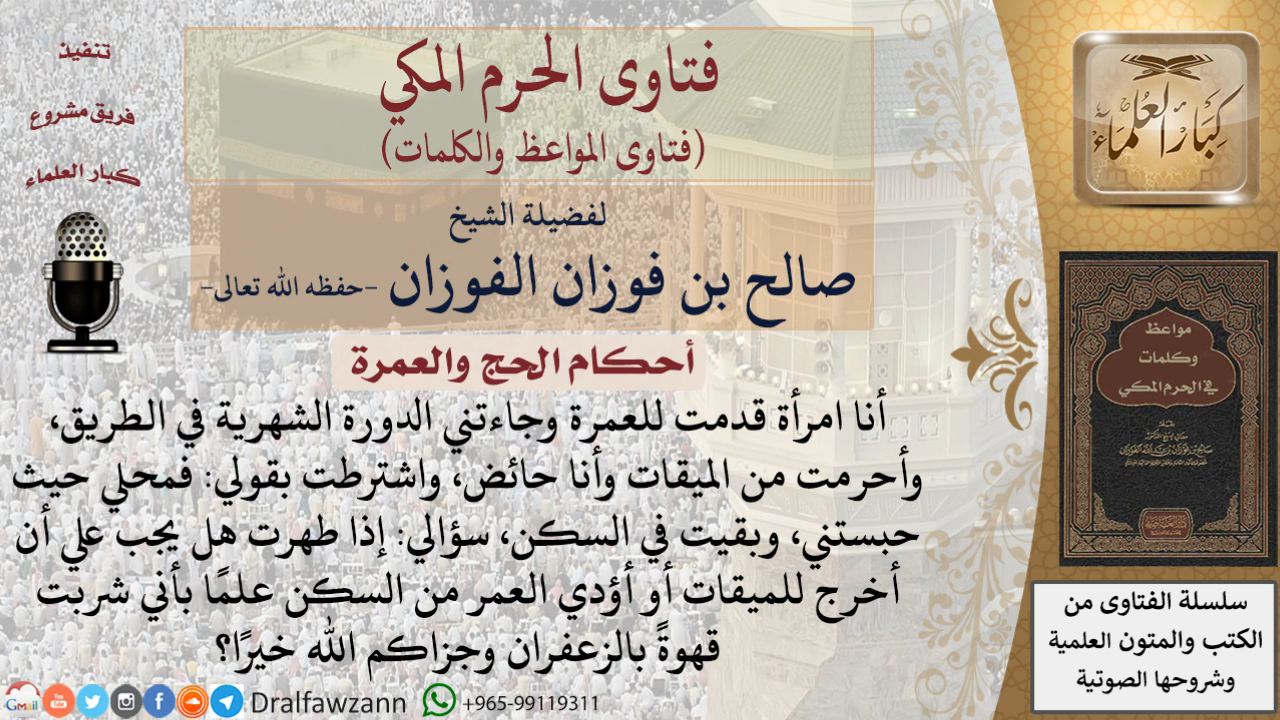 تنفيذ
فريق مشروع
كبار العلماء
فتاوى الحرم المكي
(فتاوى المواعظ والكلمات)
لفضيلة الشيخ
صالح بن فوزان الفوزان -حفظه الله تعالى-
أحكام الحج والعمرة
أنا امرأة قدمت للعمرة وجاءتني الدورة الشهرية في الطريق،
وأحرمت من الميقات وأنا حائض، واشترطت بقولي: فمحلي حيث
حبستني، وبقيت في السكن، سؤالي: إذا طهرت هل يجب علي أن
أخرج للميقات أو أؤدي العمر من السكن علمًا بأني شربت
قهوةً بالزعفران وجزاكم الله خيرًا؟
كبار العلماء
مواعظ
وكلمات
في الحرم المكي
سلسلة الفتاوى من
الكتب والمتون العلمية
وشروحها الصوتية
Gmail
You Tube
Dralfawzann
+965-99119311